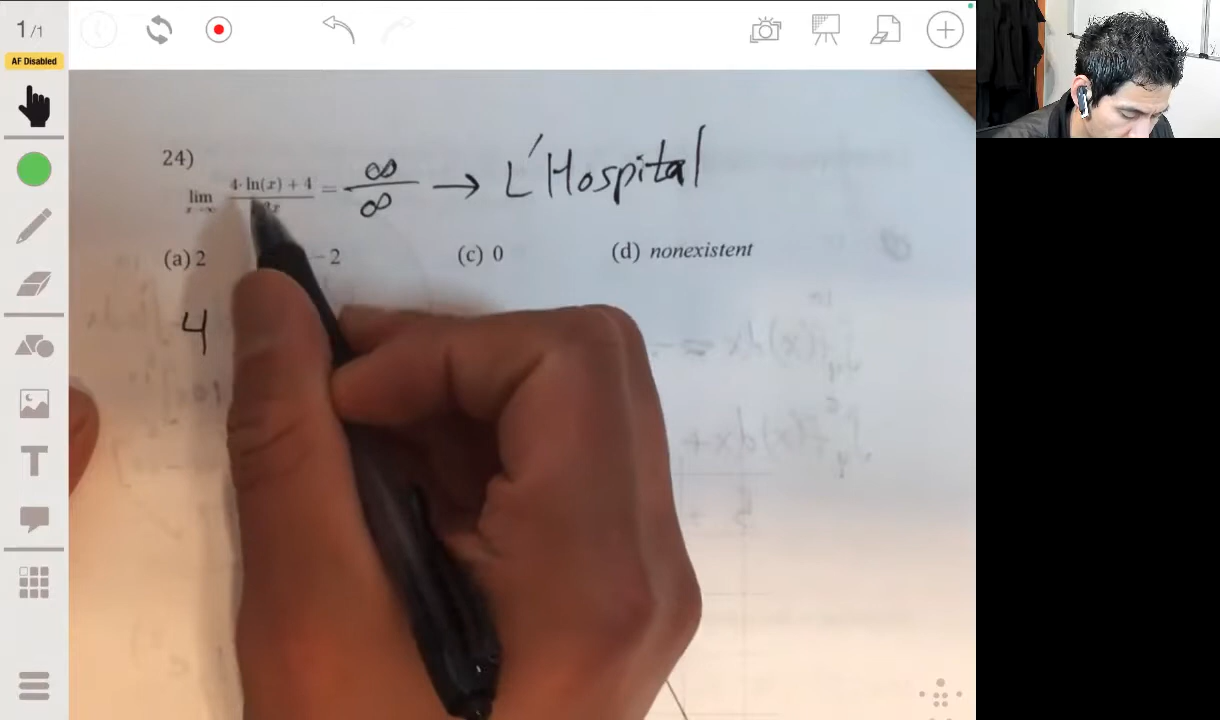 1/1
AF Disabled
24)
lim 4·ln(x) + 4 = ∞/∞ → L'Hospital
(a) 2 −2 (c) 0 (d) nonexistent
4
T